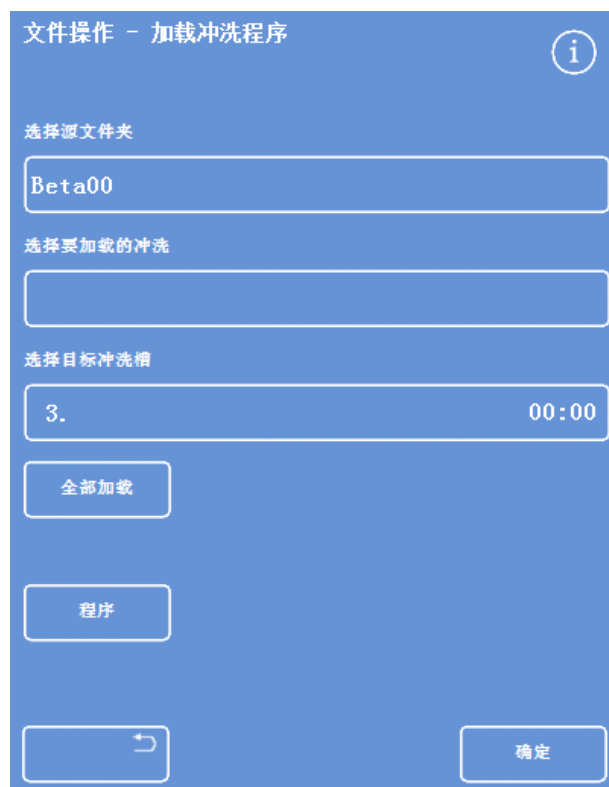 文件操作 - 加载冲洗程序
i
选择源文件夹
Beta00
选择要加载的冲洗
选择目标冲洗槽
3. 00:00
全部加载
程序
确定